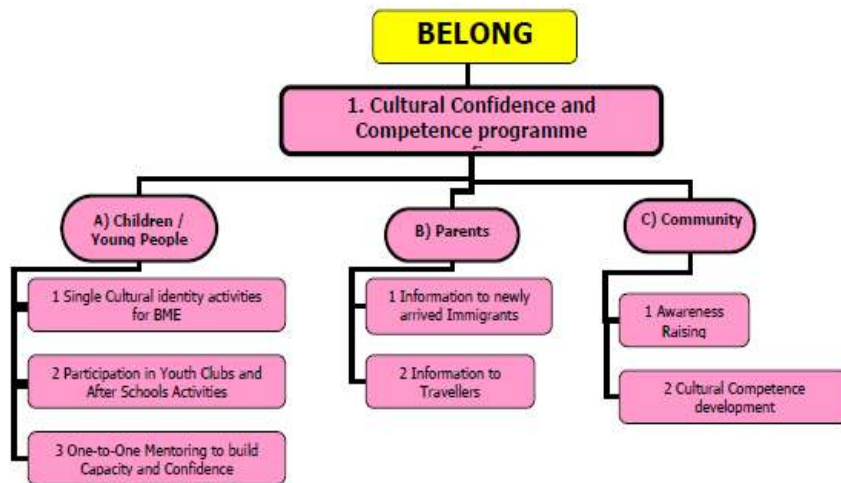 BELONG
1. Cultural Confidence and
Competence programme
A) Children /
Young People
1 Single Cultural identity activities
for BME
2 Participation in Youth Clubs and
After Schools Activities
3 One-to-One Mentoring to build
Capacity and Confidence
B) Parents
1 Information to newly
arrived Immigrants
2 Information to
Travellers
C) Community
1 Awareness
Raising
2 Cultural Competence
development